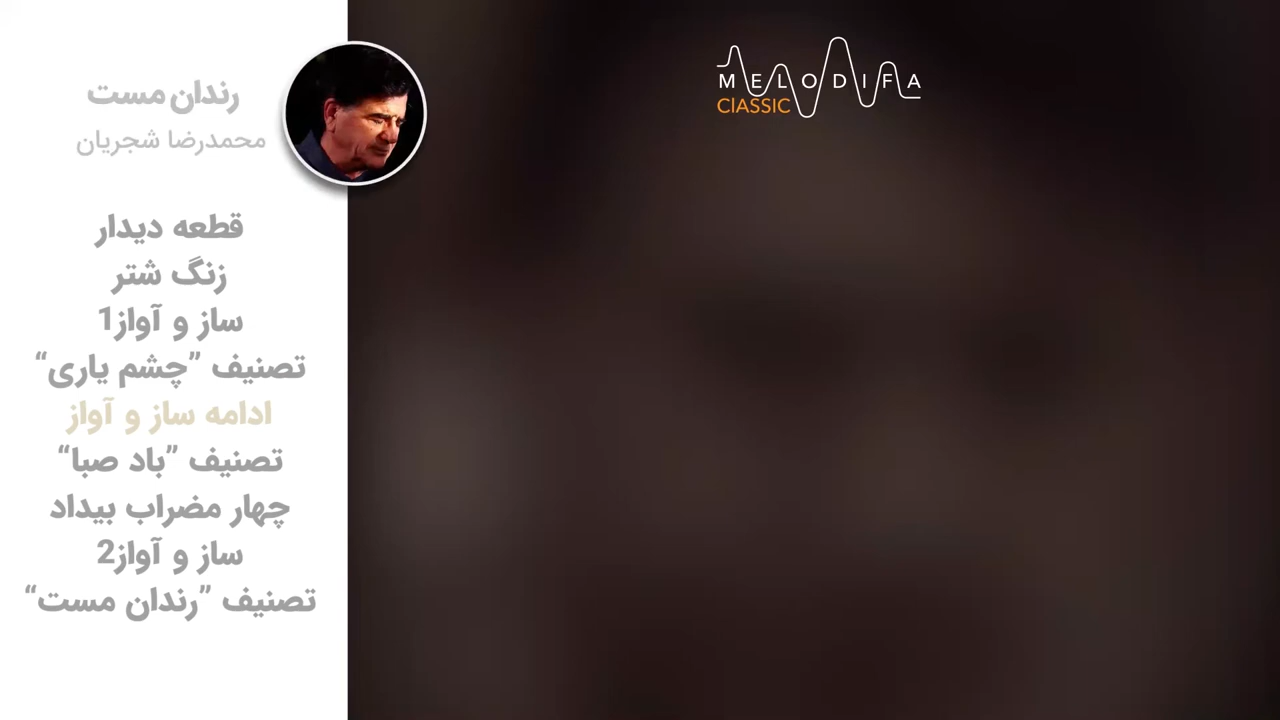 رندان مست
محمدرضا شجریان
قطعه دیدار
زنگ شتر
ساز و آواز1
تصنیف ”چشم یاری“
ادامه ساز و آواز
تصنیف ”باد صبا“
چهار مضراب بیداد
ساز و آواز2
تصنیف ”رندان مست“
MELODIFA
ClASSIC